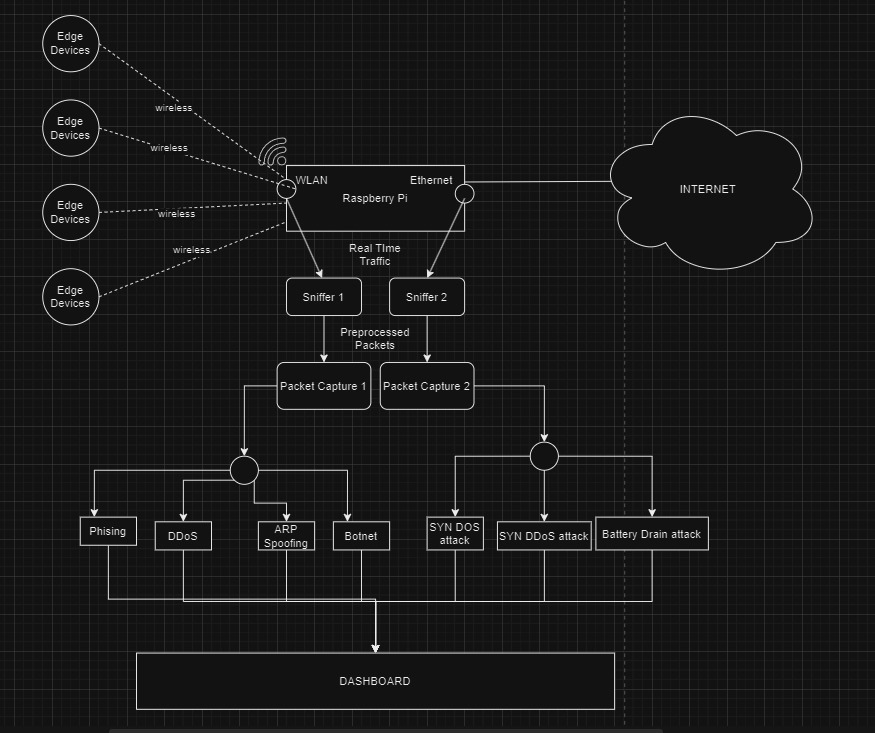 Edge
Devices
wireless
Edge
Devices
wireless
Edge
Devices
wireless
Edge
Devices
wireless
WLAN
Ethernet
Raspberry Pi
INTERNET
Real TIme
Traffic
Sniffer 1
Sniffer 2
Preprocessed
Packets
Packet Capture 1
Packet Capture 2
Phising
DDoS
ARP
Spoofing
Botnet
SYN DOS
attack
SYN DDoS attack
Battery Drain attack
DASHBOARD